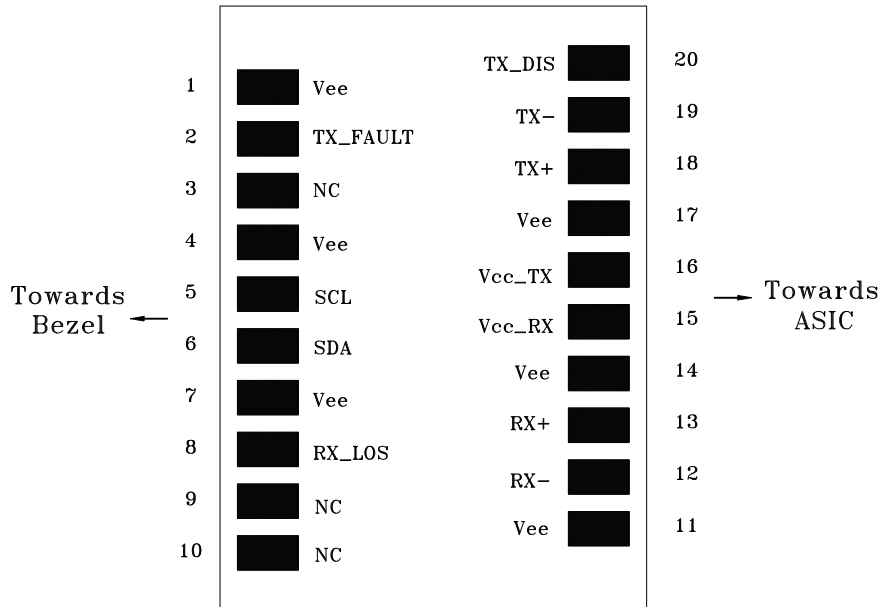 1 Vee
2 TX_FAULT
3 NC
4 Vee
5 SCL
6 SDA
7 Vee
8 RX_LOS
9 NC
10 NC
TX_DIS 20
TX- 19
TX+ 18
Vee 17
Vcc_TX 16
Vcc_RX 15
Vee 14
RX+ 13
RX- 12
Vee 11
Towards
Bezel
Towards
ASIC